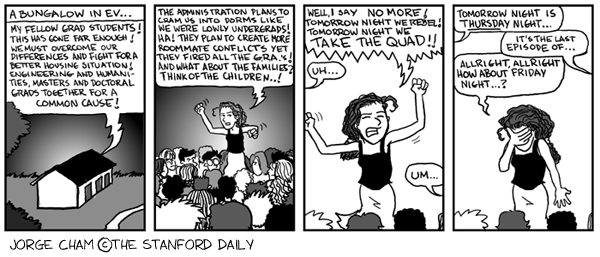 A BUNGALOW IN EV...
MY FELLOW GRAD STUDENTS!
THIS HAS GONE FAR ENOUGH!
WE MUST OVERCOME OUR
DIFFERENCES AND FIGHT FOR A
BETTER HOUSING SITUATION!
ENGINEERING AND HUMANI-
TIES, MASTERS AND DOCTORAL
GRADS TOGETHER FOR A
COMMON CAUSE!
THE ADMINISTRATION PLANS TO
CRAM US INTO DORMS LIKE
WE WERE LOWLY UNDERGRADS!
HA! THEY PLAN TO CREATE MORE
ROOMMATE CONFLICTS YET
THEY FIRED ALL THE G.R.A.'s!
AND WHAT ABOUT THE FAMILIES?
THINK OF THE CHILDREN...!
WELL, I SAY NO MORE!
TOMORROW NIGHT WE REBEL!
TOMORROW NIGHT WE
TAKE THE QUAD!!
UH...
UM...
TOMORROW NIGHT IS
THURSDAY NIGHT...
IT'S THE LAST
EPISODE OF...
ALLRIGHT, ALLRIGHT
HOW ABOUT FRIDAY
NIGHT...?
JORGE CHAM ©THE STANFORD DAILY